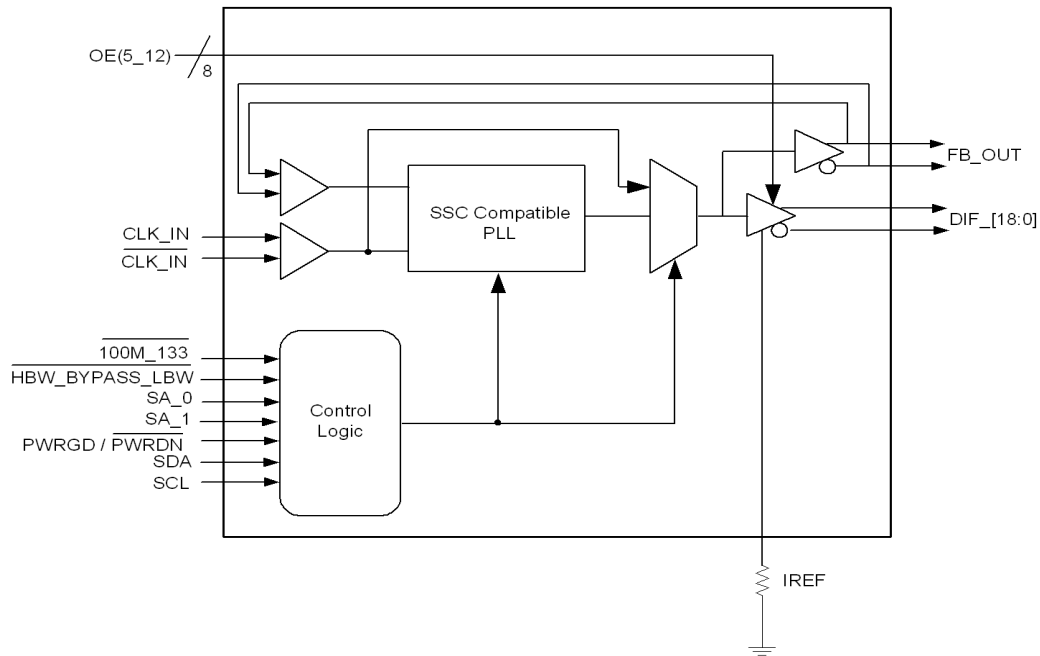 OE(5_12)
8
FB_OUT
SSC Compatible
PLL
DIF_[18:0]
CLK_IN
CLK_IN
100M_133
HBW_BYPASS_LBW
SA_0
SA_1
PWRGD / PWRDN
SDA
SCL
Control
Logic
IREF